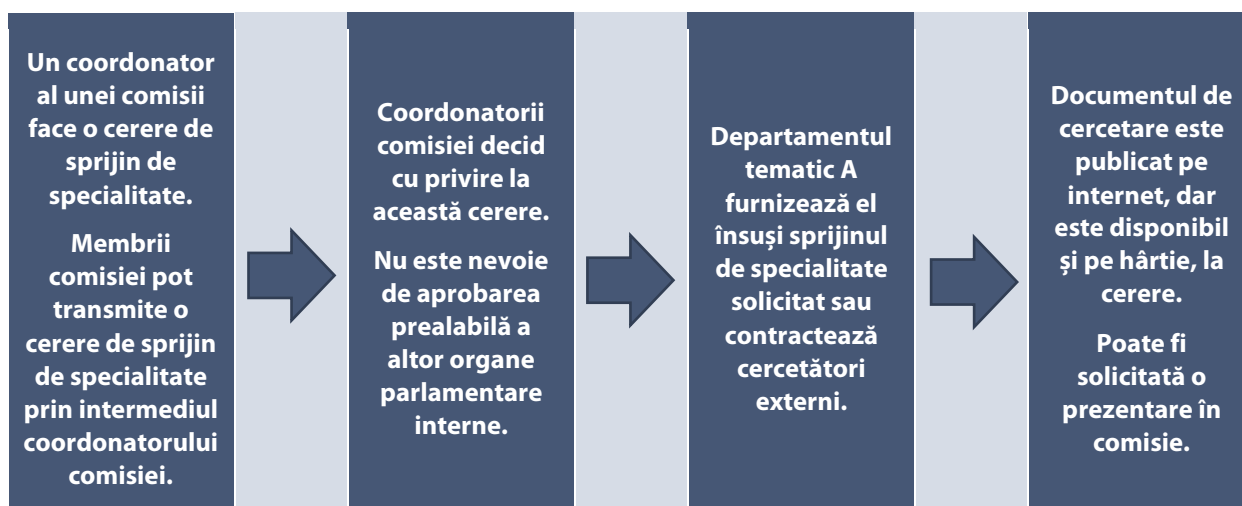 Un coordonator
al unei comisii
face o cerere de
sprijin de
specialitate.
Membrii
comisiei pot
transmite o
cerere de sprijin
de specialitate
prin intermediul
coordonatorului
comisiei.
Coordonatorii
comisiei decid
cu privire la
această cerere.
Nu este nevoie
de aprobarea
prealabilă a
altor organe
parlamentare
interne.
Departamentul
tematic A
furnizează el
însuși sprijinul
de specialitate
solicitat sau
contractează
cercetători
externi.
Documentul de
cercetare este
publicat pe
internet, dar
este disponibil
și pe hârtie, la
cerere.
Poate fi
solicitată o
prezentare în
comisie.